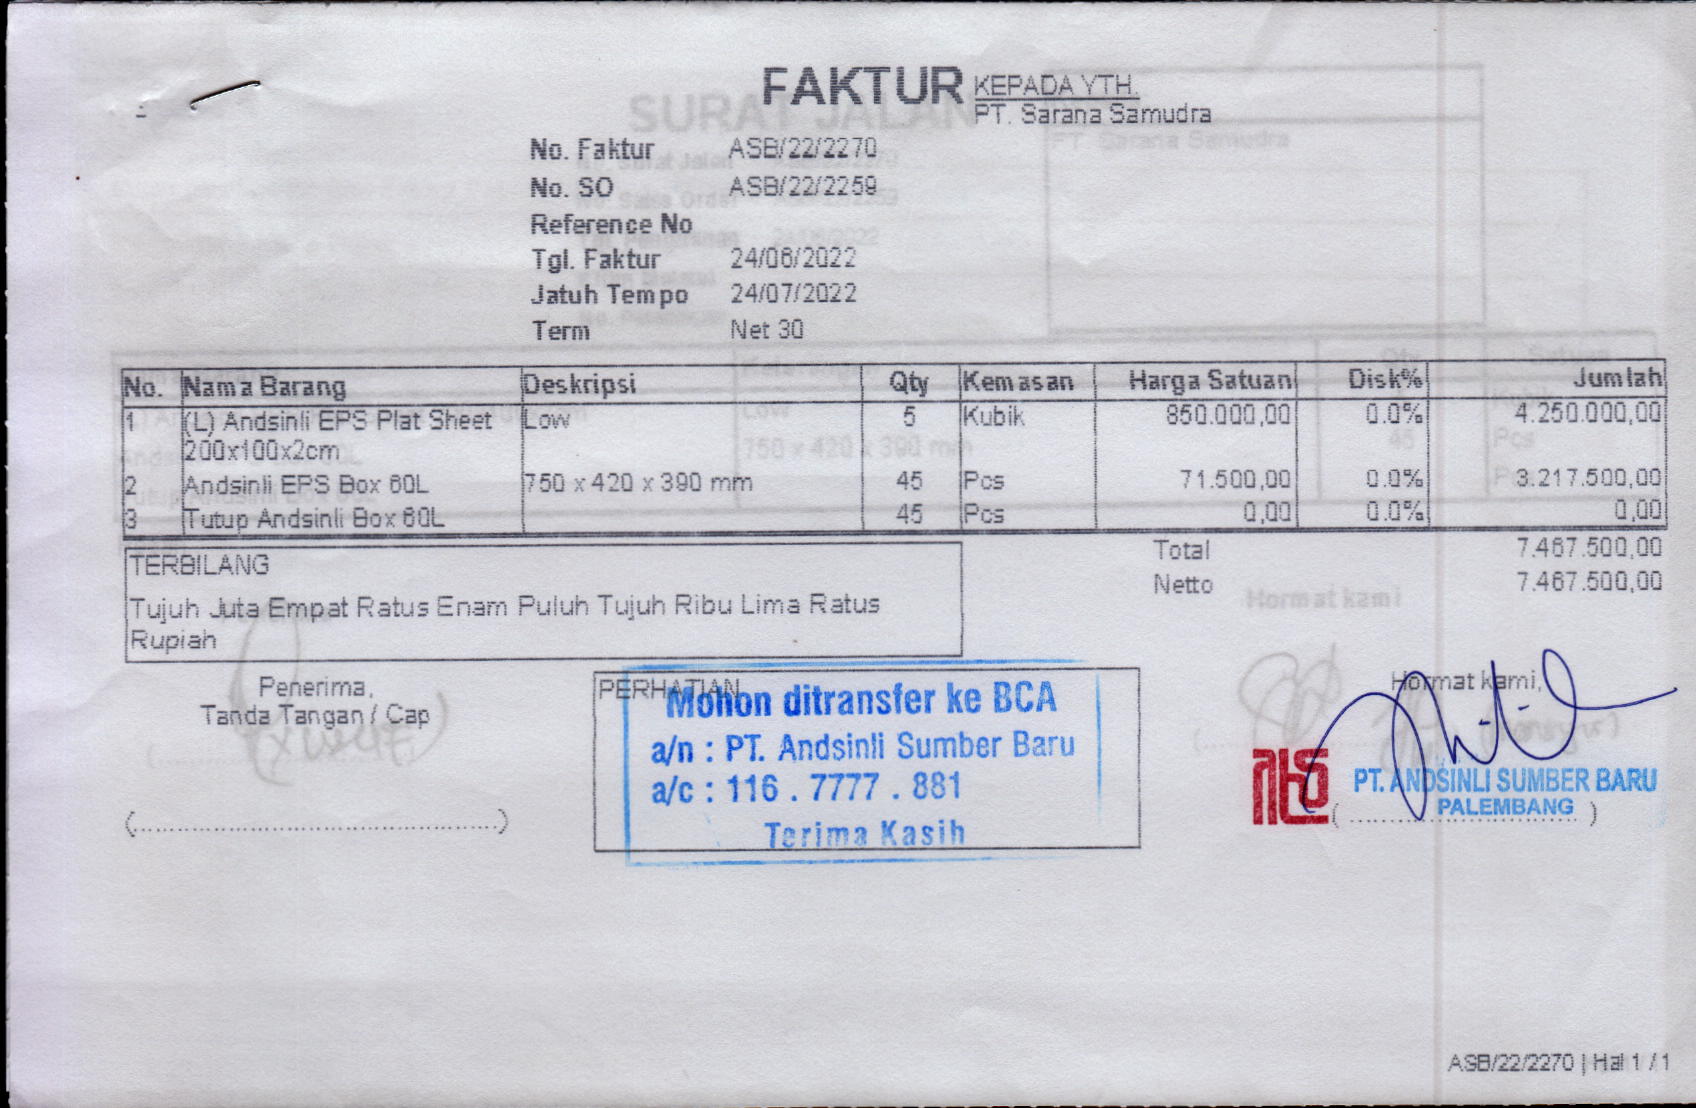 FAKTUR
KEPADA YTH.
PT. Sarana Samudra
No. Faktur ASB/22/2270
No. SO ASB/22/2259
Reference No
Tgl. Faktur 24/06/2022
Jatuh Tempo 24/07/2022
Term Net 30
No. Nama Barang Deskripsi Qty Kemasan Harga Satuan Disk% Jumlah
1 (L) Andsinli EPS Plat Sheet Low 5 Kubik 850.000,00 0.0% 4.250.000,00
200x100x2cm
2 Andsinli EPS Box 60L 750 x 420 x 390 mm 45 Pcs 71.500,00 0.0% 3.217.500,00
3 Tutup Andsinli Box 60L 45 Pcs 0,00 0.0% 0,00
Total 7.467.500,00
Netto 7.467.500,00
TERBILANG
Tujuh Juta Empat Ratus Enam Puluh Tujuh Ribu Lima Ratus
Rupiah
Penerima,
Tanda Tangan / Cap
PERHATIAN
Mohon ditransfer ke BCA
a/n : PT. Andsinli Sumber Baru
a/c : 116 . 7777 . 881
Terima Kasih
Hormat kami,
PT. ANDSINLI SUMBER BARU
PALEMBANG
ASB/22/2270 | Hal 1 / 1